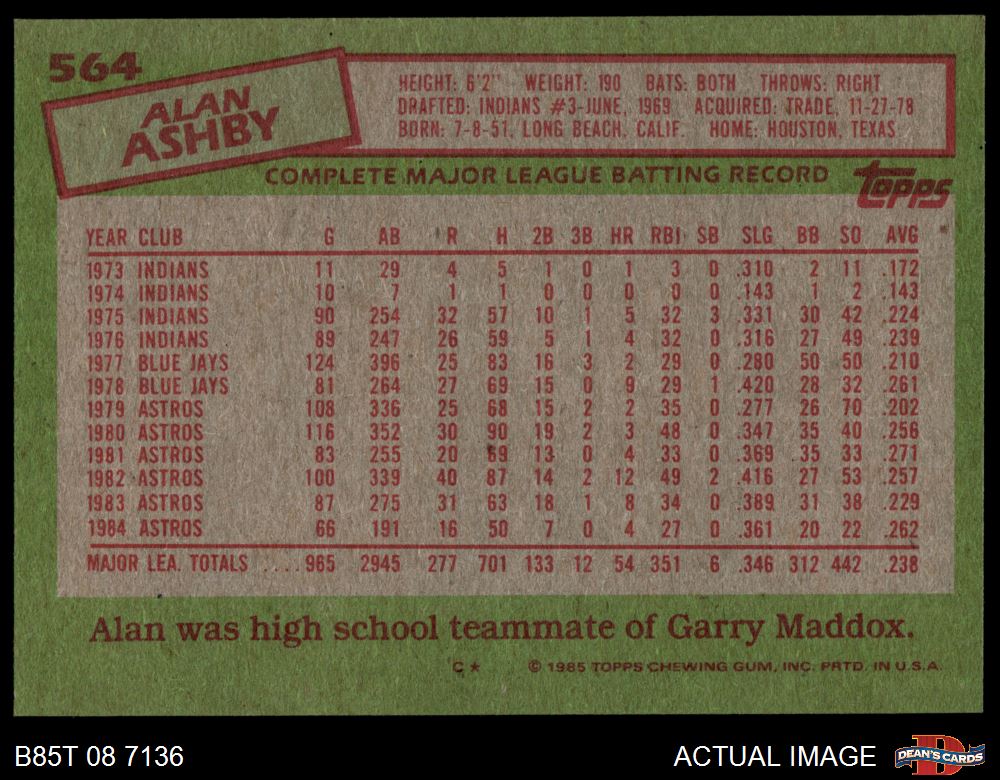 564
ALAN
ASHBY
HEIGHT: 6'2" WEIGHT: 190 BATS: BOTH THROWS: RIGHT
DRAFTED: INDIANS #3-JUNE, 1969 ACQUIRED: TRADE, 11-27-78
BORN: 7-8-51, LONG BEACH, CALIF. HOME: HOUSTON, TEXAS
COMPLETE MAJOR LEAGUE BATTING RECORD
topps
YEAR CLUB G AB R H 2B 3B HR RBI SB SLG BB SO AVG
1973 INDIANS 11 29 4 5 1 0 1 3 0 .310 2 11 .172
1974 INDIANS 10 7 1 1 0 0 0 0 0 .143 1 2 .143
1975 INDIANS 90 254 32 57 10 1 5 32 3 .331 30 42 .224
1976 INDIANS 89 247 26 59 5 1 4 32 0 .316 27 49 .239
1977 BLUE JAYS 124 396 25 83 16 3 2 29 0 .280 50 50 .210
1978 BLUE JAYS 81 264 27 69 15 0 9 29 1 .420 28 32 .261
1979 ASTROS 108 336 25 68 15 2 2 35 0 .277 26 70 .202
1980 ASTROS 116 352 30 90 19 2 3 48 0 .347 35 40 .256
1981 ASTROS 83 255 20 69 13 0 4 33 0 .369 35 33 .271
1982 ASTROS 100 339 40 87 14 2 12 49 2 .416 27 53 .257
1983 ASTROS 87 275 31 63 18 1 8 34 0 .389 31 38 .229
1984 ASTROS 66 191 16 50 7 0 4 27 0 .361 20 22 .262
MAJOR LEA. TOTALS ....965 2945 277 701 133 12 54 351 6 .346 312 442 .238
Alan was high school teammate of Garry Maddox.
C ★ © 1985 TOPPS CHEWING GUM, INC. PRTD. IN U.S.A.
B85T 08 7136
ACTUAL IMAGE
DEAN'S CARDS